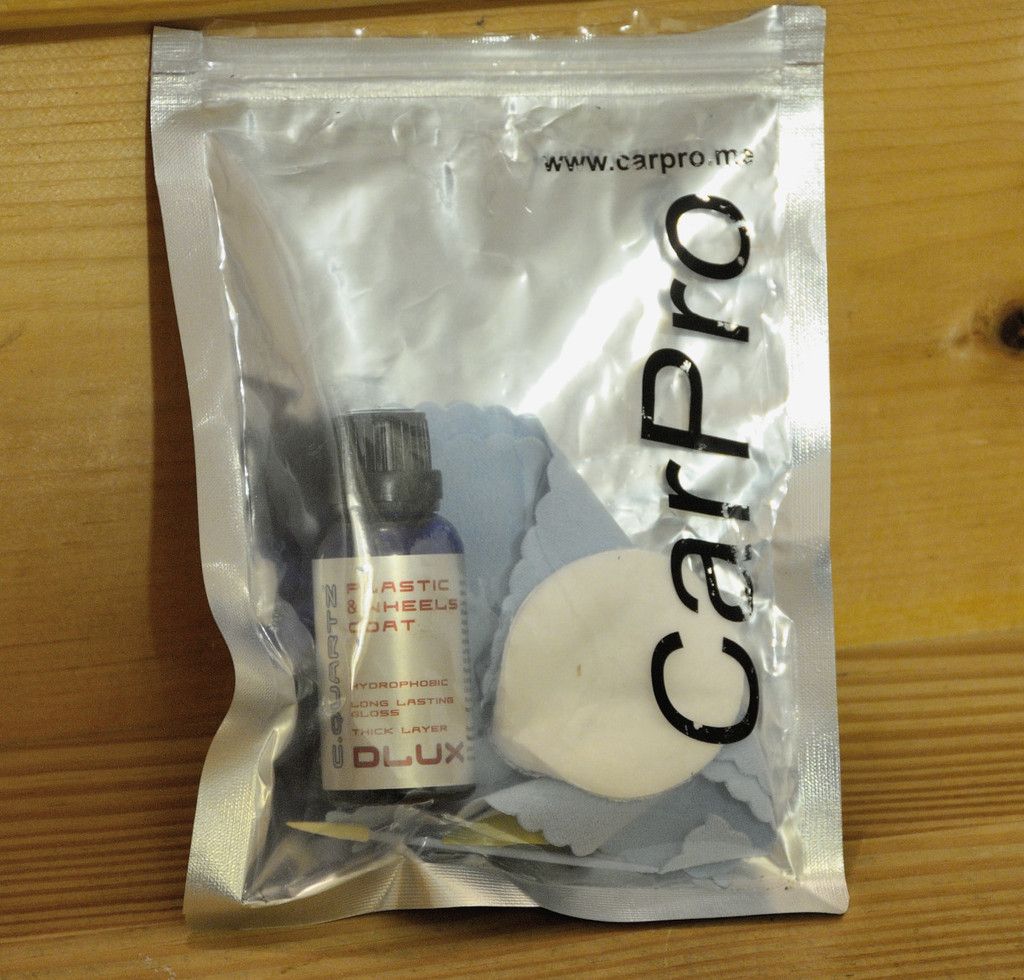 www.carpro.me
CarPro
C.QUARTZ
PLASTIC
& WHEELS
COAT
HYDROPHOBIC
LONG LASTING
GLOSS
THICK LAYER
DLUX